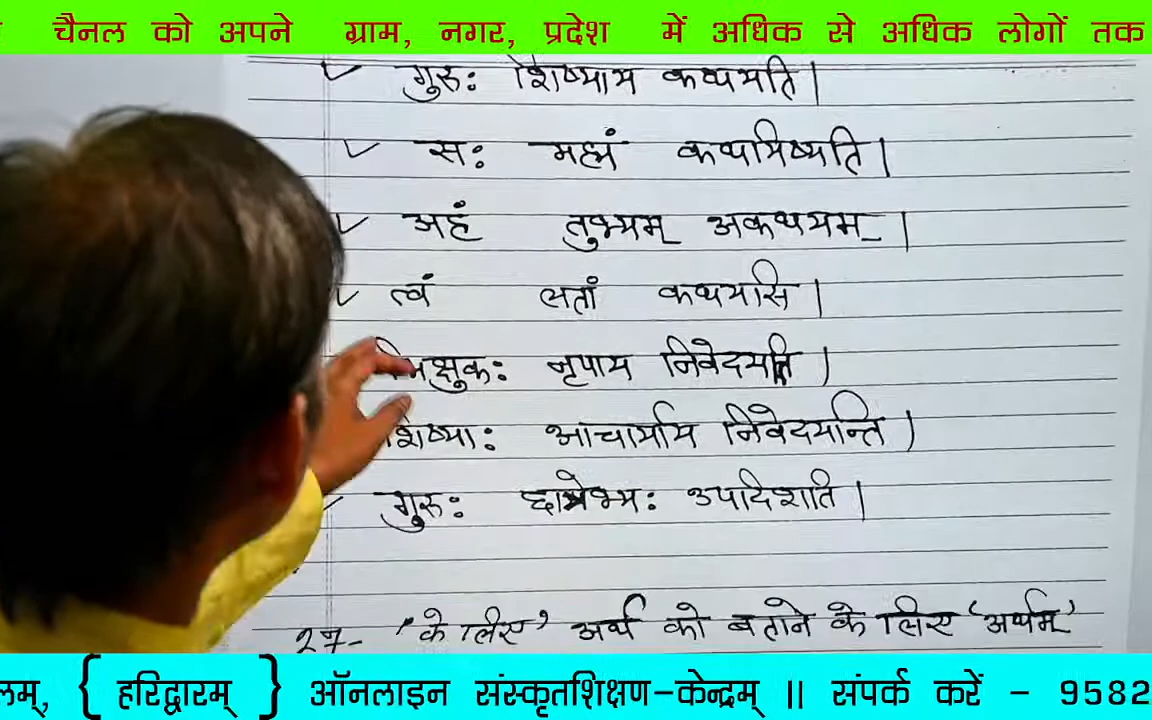 चैनल को अपने ग्राम, नगर, प्रदेश में अधिक से अधिक लोगों तक
गुरुः शिष्याय कथयति।
सः मह्यं कथयिष्यति।
अहं तुभ्यम् अकथयम्।
त्वं लतां कथयसि।
भिक्षुकः नृपाय निवेदयति।
शिष्याः आचार्याय निवेदयन्ति।
गुरुः छात्रेभ्यः उपदिशति।
27- 'के लिए' अर्थ को बताने के लिए 'अर्थम्'
लम्, { हरिद्वारम् } ऑनलाइन संस्कृतशिक्षण-केन्द्रम् || संपर्क करें - 9582